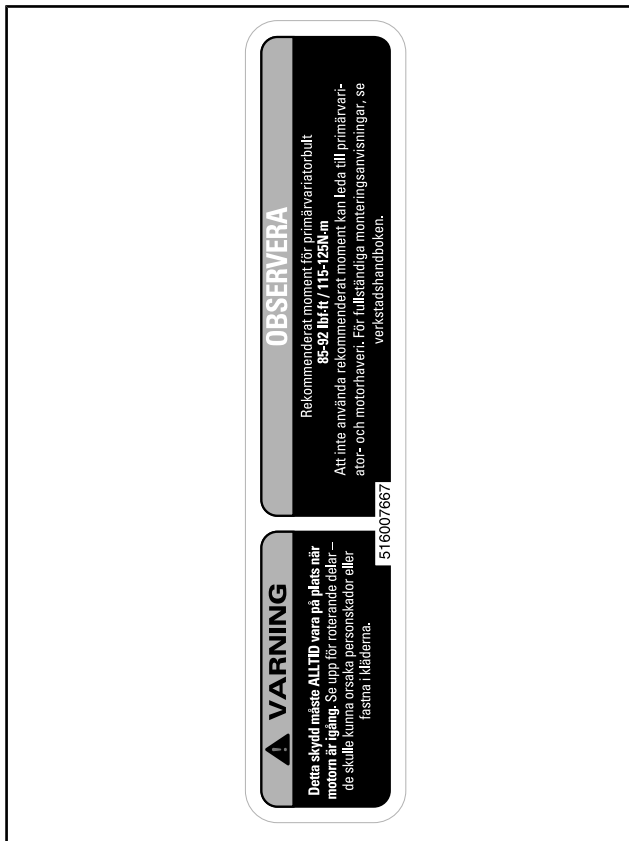 VARNING
Detta skydd måste ALLTID vara på plats när
motorn är igång. Se upp för roterande delar –
de skulle kunna orsaka personskador eller
fastna i kläderna.
OBSERVERA
Rekommenderat moment för primärvariatorbult
85-92 lbf·ft / 115-125N·m
Att inte använda rekommenderat moment kan leda till primärvari-
ator- och motorhaveri. För fullständiga monteringsanvisningar, se
verkstadshandboken.
516007667